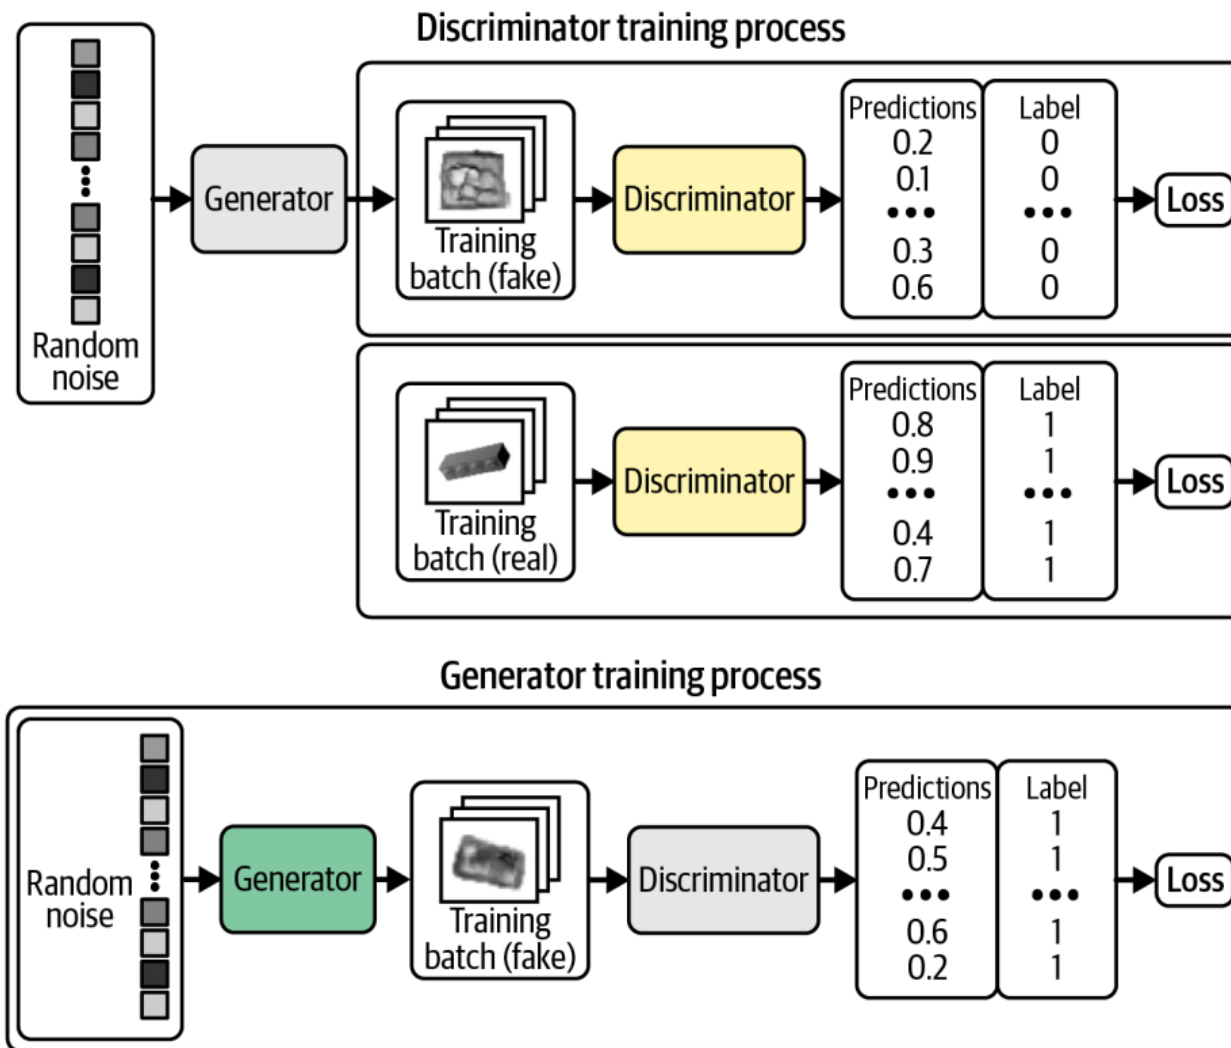 Discriminator training process
Random
noise
Generator
Training
batch (fake)
Discriminator
Predictions Label
0.2 0
0.1 0
••• •••
0.3 0
0.6 0
Loss
Training
batch (real)
Discriminator
Predictions Label
0.8 1
0.9 1
••• •••
0.4 1
0.7 1
Loss
Generator training process
Random
noise
Generator
Training
batch (fake)
Discriminator
Predictions Label
0.4 1
0.5 1
••• •••
0.6 1
0.2 1
Loss